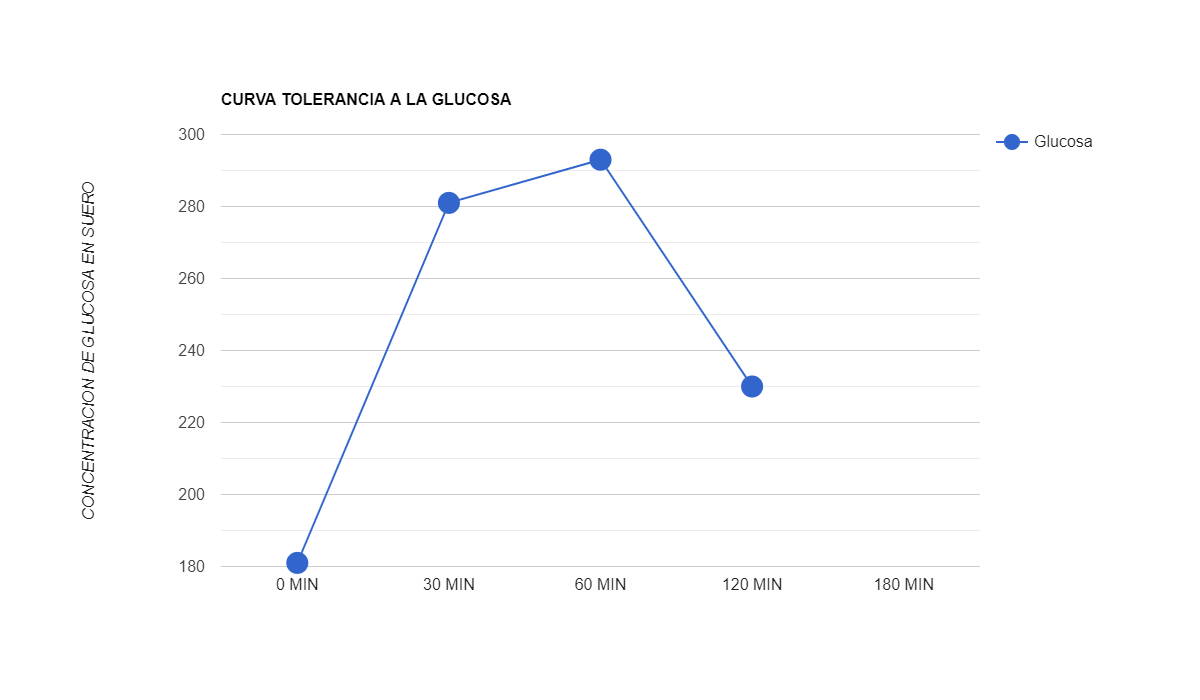 CURVA TOLERANCIA A LA GLUCOSA
Glucosa
CONCENTRACION DE GLUCOSA EN SUERO
300
280
260
240
220
200
180
0 MIN
30 MIN
60 MIN
120 MIN
180 MIN